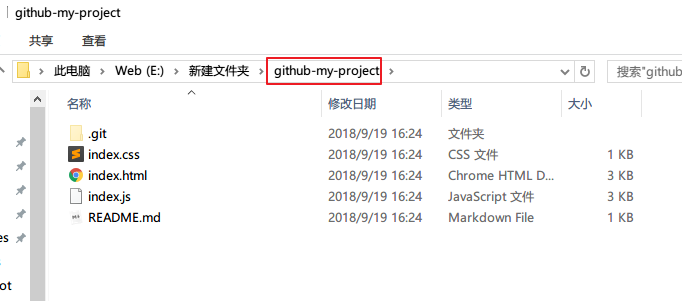 github-my-project
共享 查看
此电脑 Web (E:) 新建文件夹 github-my-project 搜索"github
名称 修改日期 类型 大小
.git 2018/9/19 16:24 文件夹
index.css 2018/9/19 16:24 CSS 文件 1 KB
index.html 2018/9/19 16:24 Chrome HTML D... 3 KB
index.js 2018/9/19 16:24 JavaScript 文件 3 KB
README.md 2018/9/19 16:24 Markdown File 1 KB
es
ot